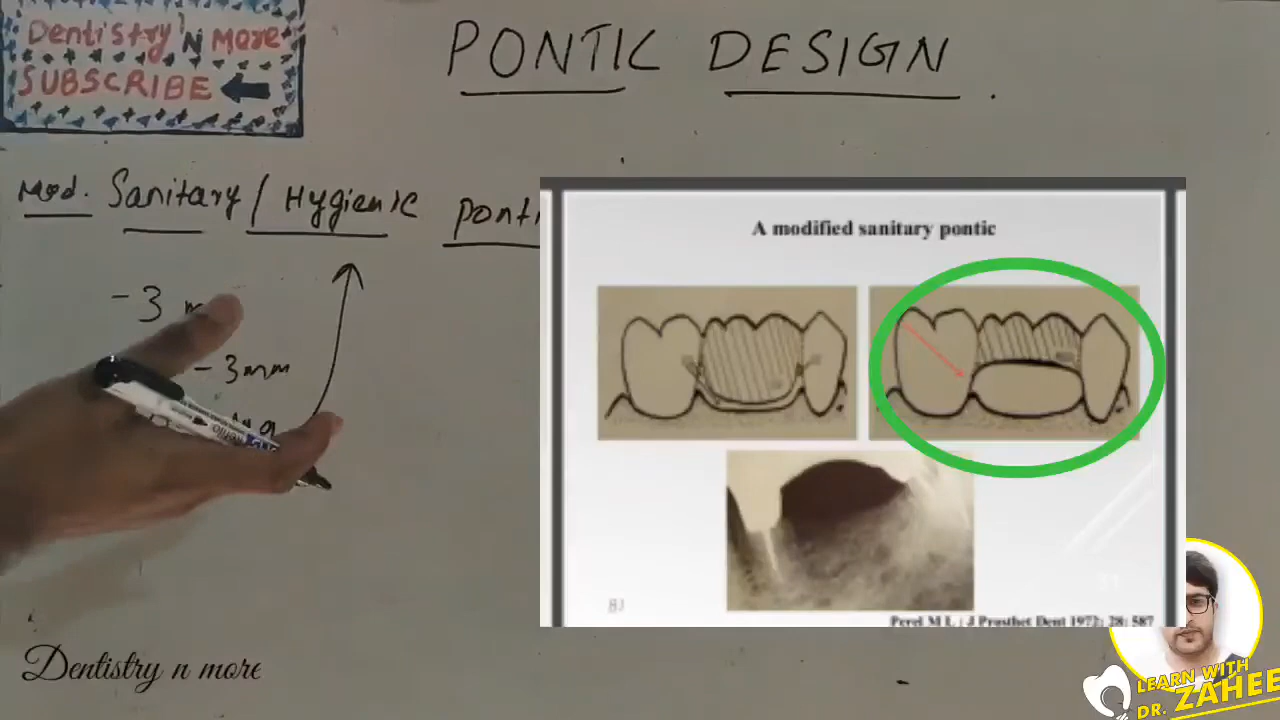 Dentistry 'N More
SUBSCRIBE
PONTIC DESIGN.
Mod. Sanitary / Hygienic
- 3
- 3mm
A modified sanitary pontic
81
Perel M L : J Prosthet Dent 1972; 28: 587
Dentistry n more
LEARN WITH
DR. ZAHEE